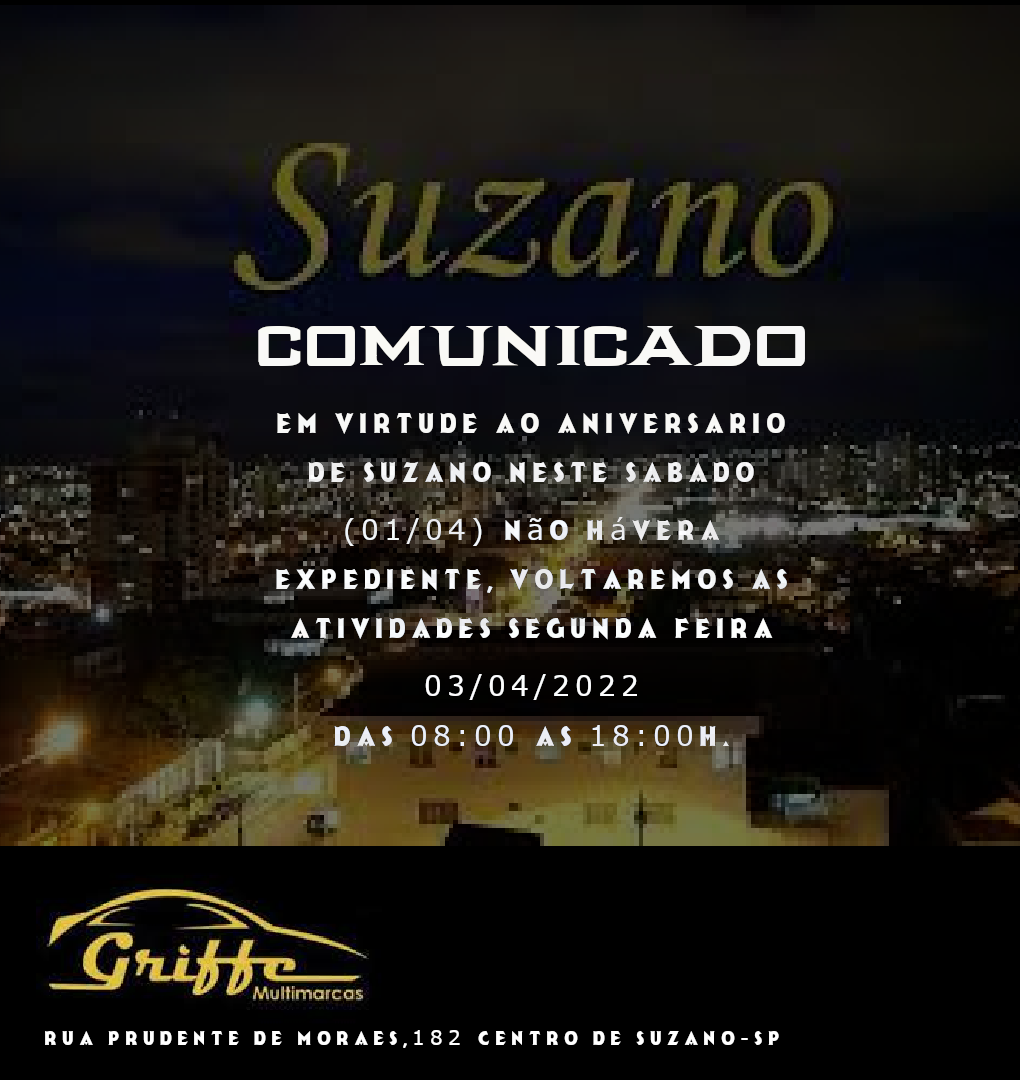 Suzano
COMUNICADO
EM VIRTUDE AO ANIVERSARIO
DE SUZANO NESTE SABADO
(01/04) NãO HáVERA
EXPEDIENTE, VOLTAREMOS AS
ATIVIDADES SEGUNDA FEIRA
03/04/2022
DAS 08:00 AS 18:00H.
Griffe
Multimarcas
RUA PRUDENTE DE MORAES,182 CENTRO DE SUZANO-SP